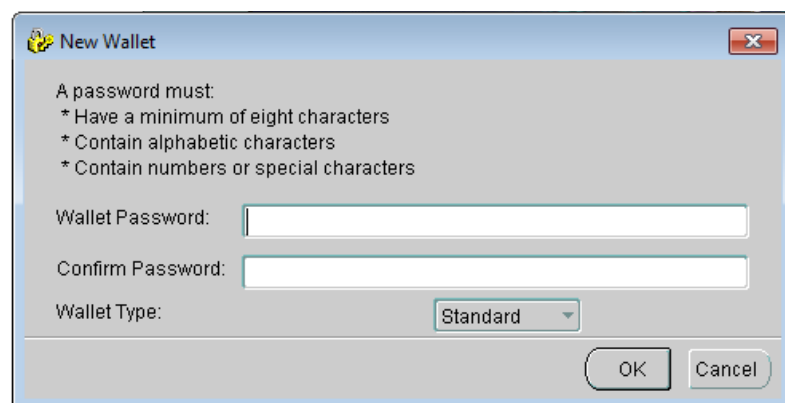 New Wallet
A password must:
* Have a minimum of eight characters
* Contain alphabetic characters
* Contain numbers or special characters
Wallet Password:
Confirm Password:
Wallet Type:
Standard
OK
Cancel